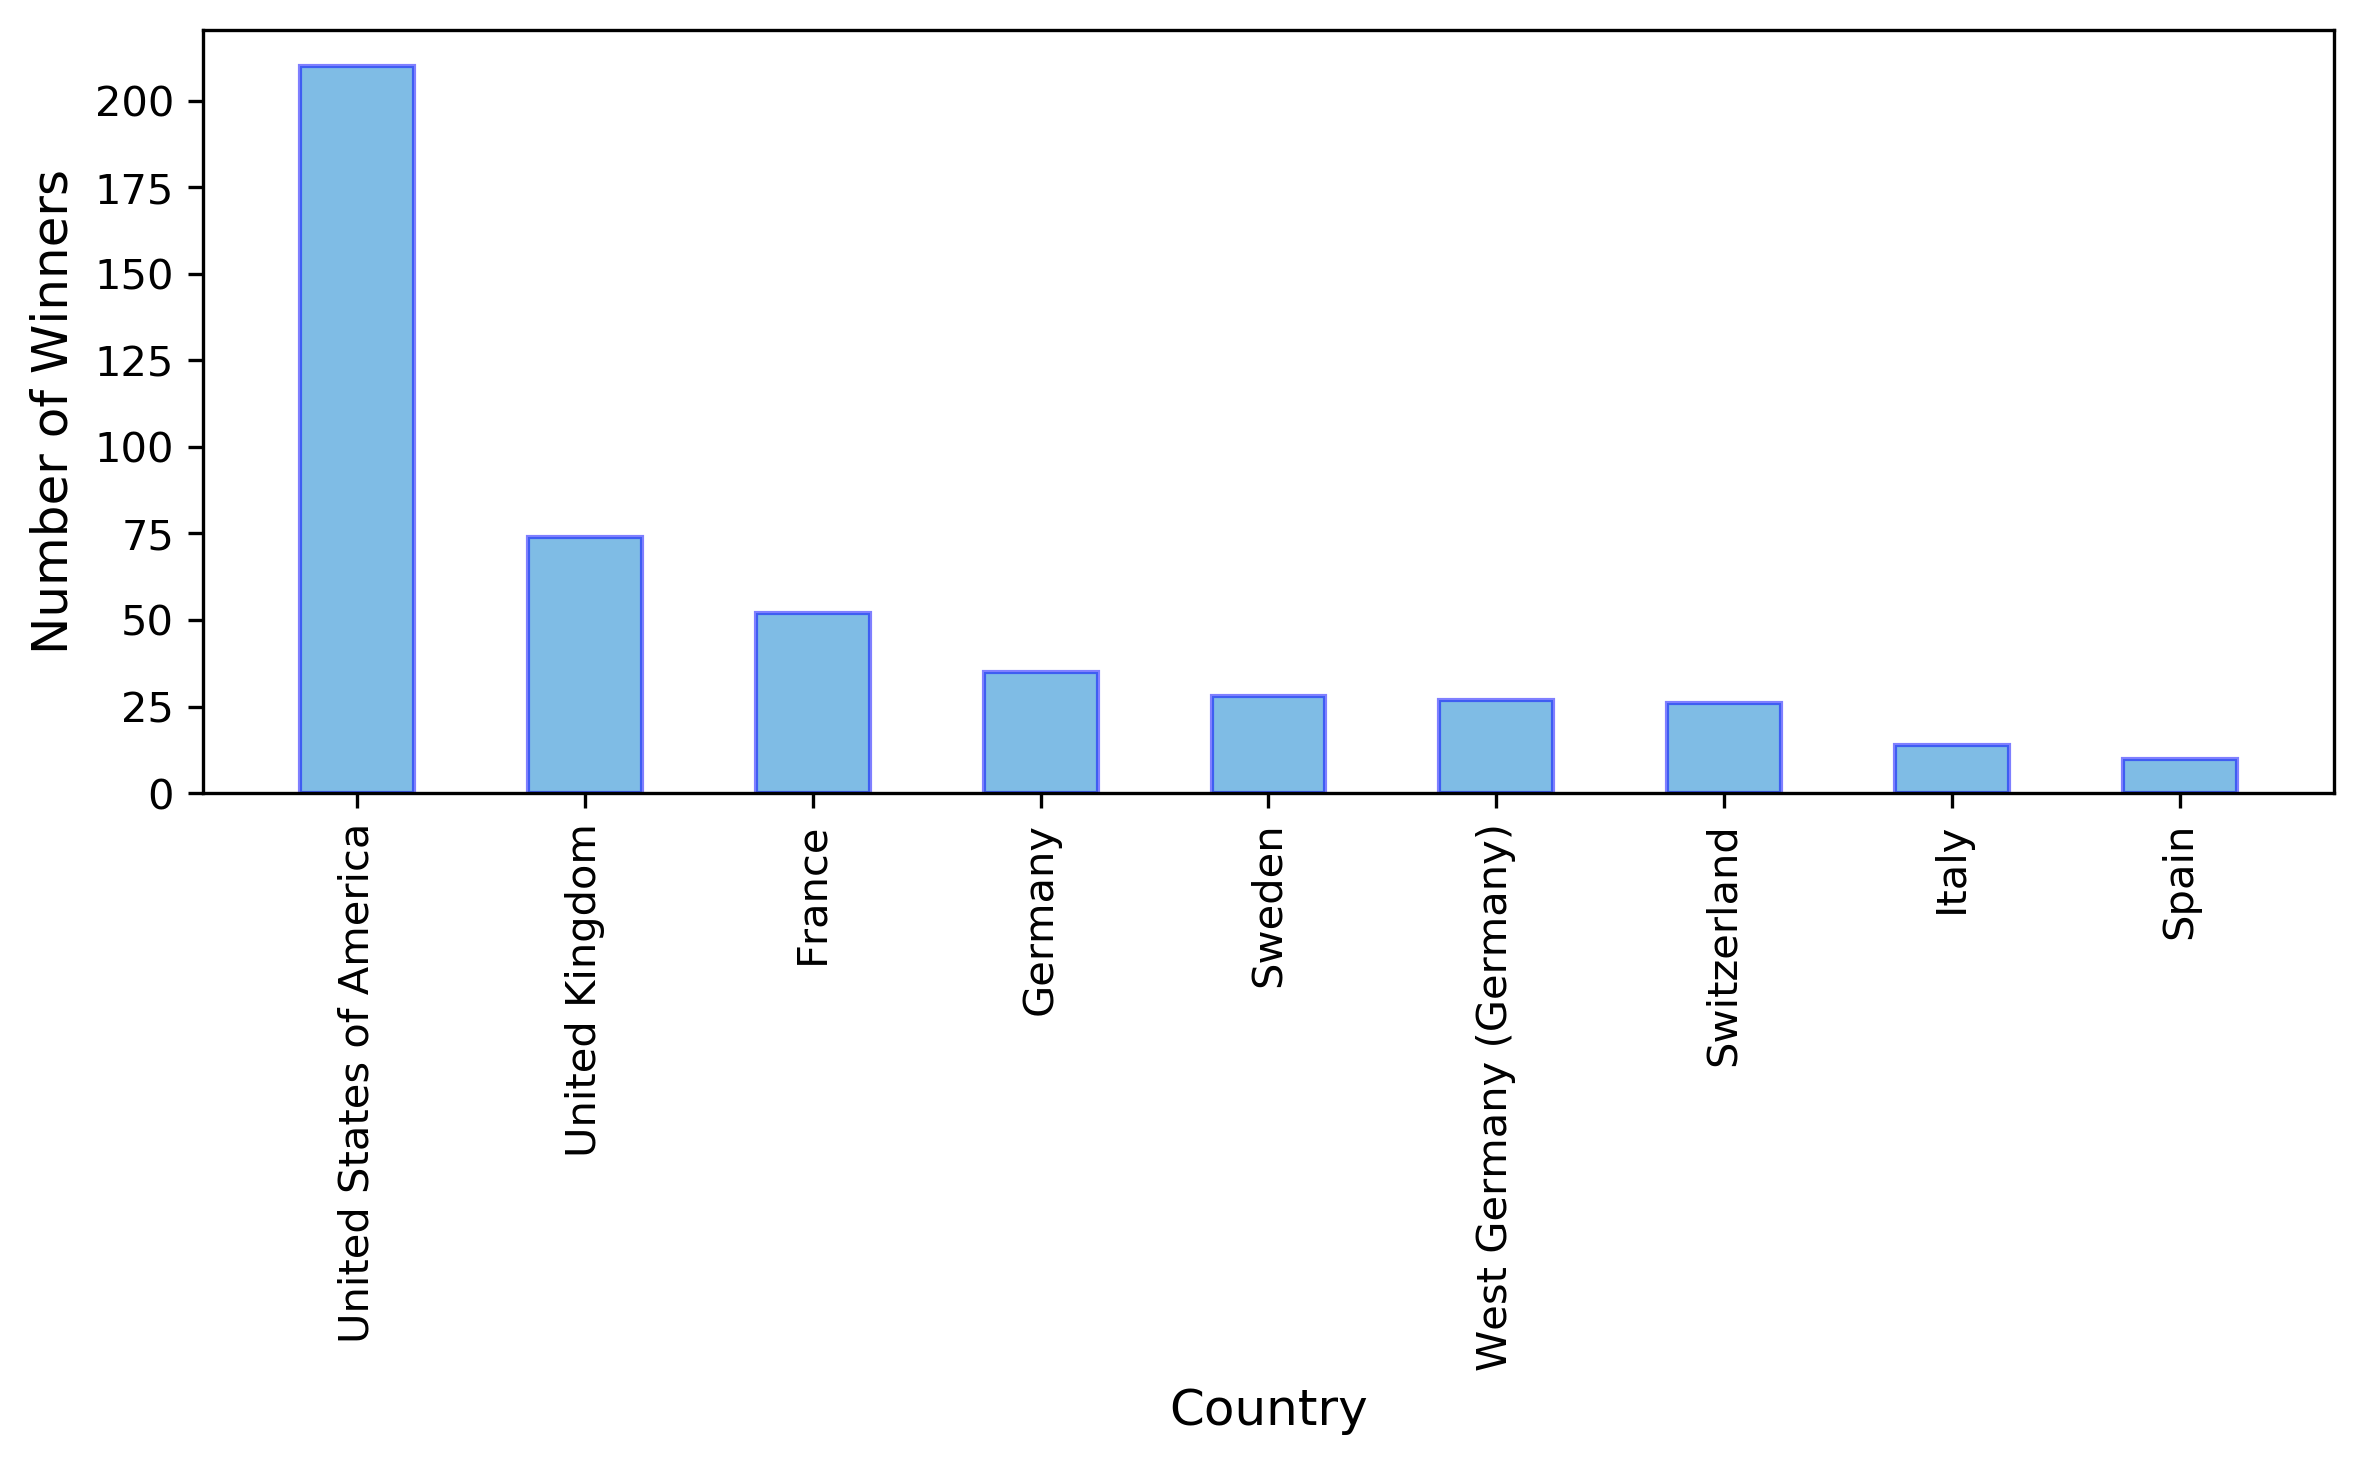 Number of Winners
200
175
150
125
100
75
50
25
0
United States of America
United Kingdom
France
Germany
Sweden
West Germany (Germany)
Switzerland
Italy
Spain
Country